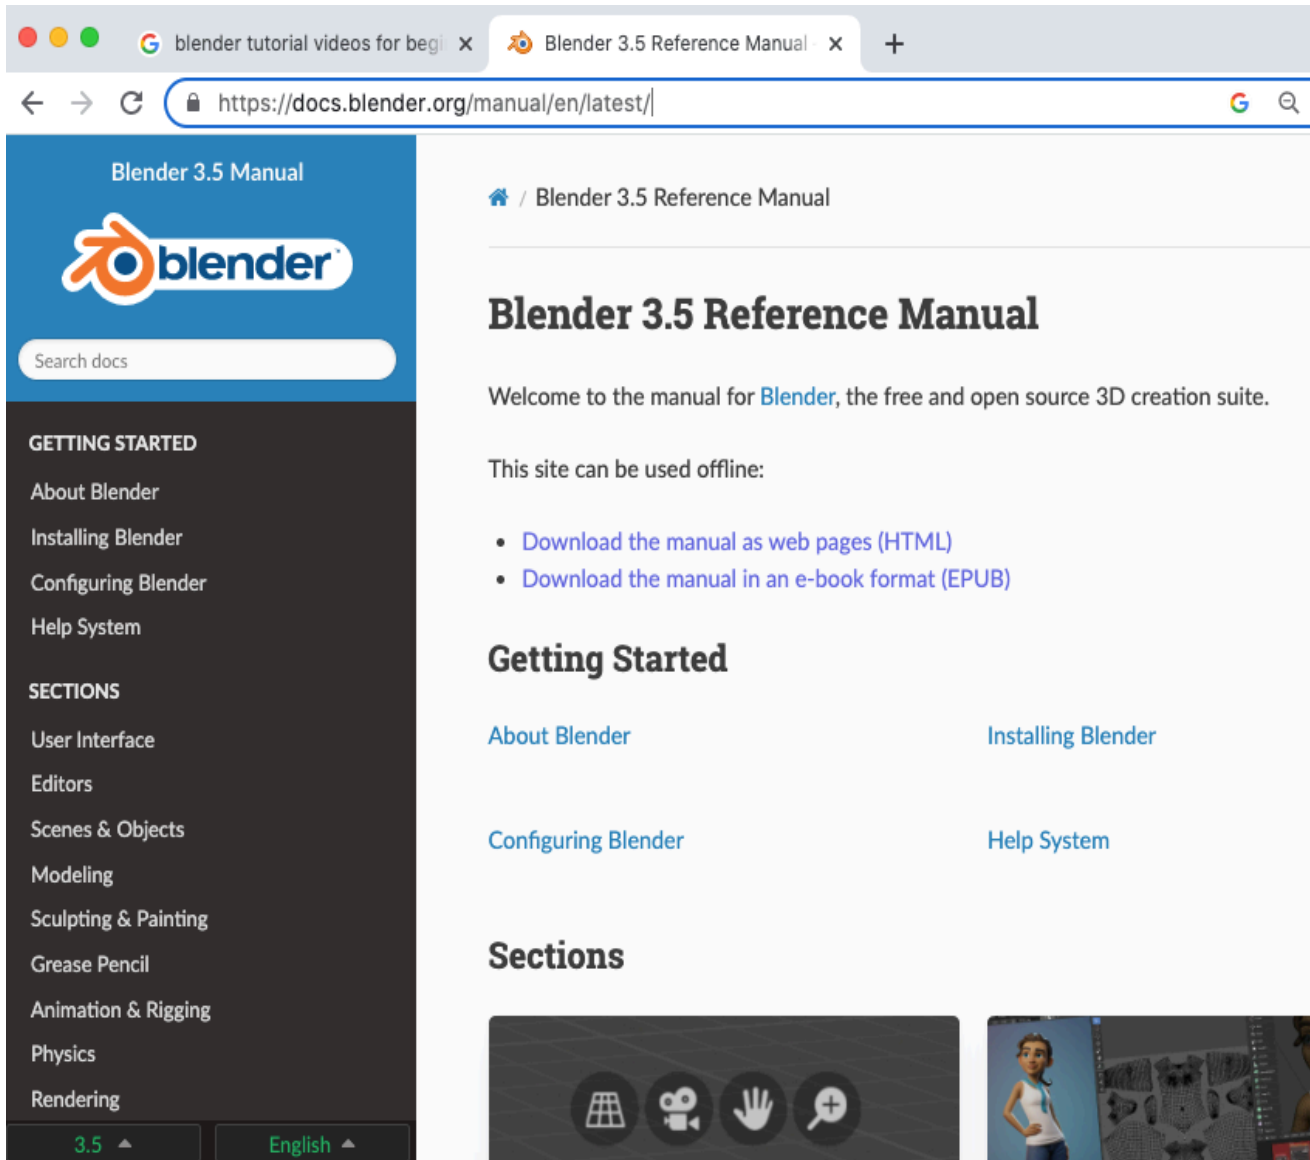 blender tutorial videos for begi
Blender 3.5 Reference Manual
https://docs.blender.org/manual/en/latest/
Blender 3.5 Manual
blender
Search docs
GETTING STARTED
About Blender
Installing Blender
Configuring Blender
Help System
SECTIONS
User Interface
Editors
Scenes & Objects
Modeling
Sculpting & Painting
Grease Pencil
Animation & Rigging
Physics
Rendering
3.5
English
/ Blender 3.5 Reference Manual
Blender 3.5 Reference Manual
Welcome to the manual for Blender, the free and open source 3D creation suite.
This site can be used offline:
• Download the manual as web pages (HTML)
• Download the manual in an e-book format (EPUB)
Getting Started
About Blender
Installing Blender
Configuring Blender
Help System
Sections